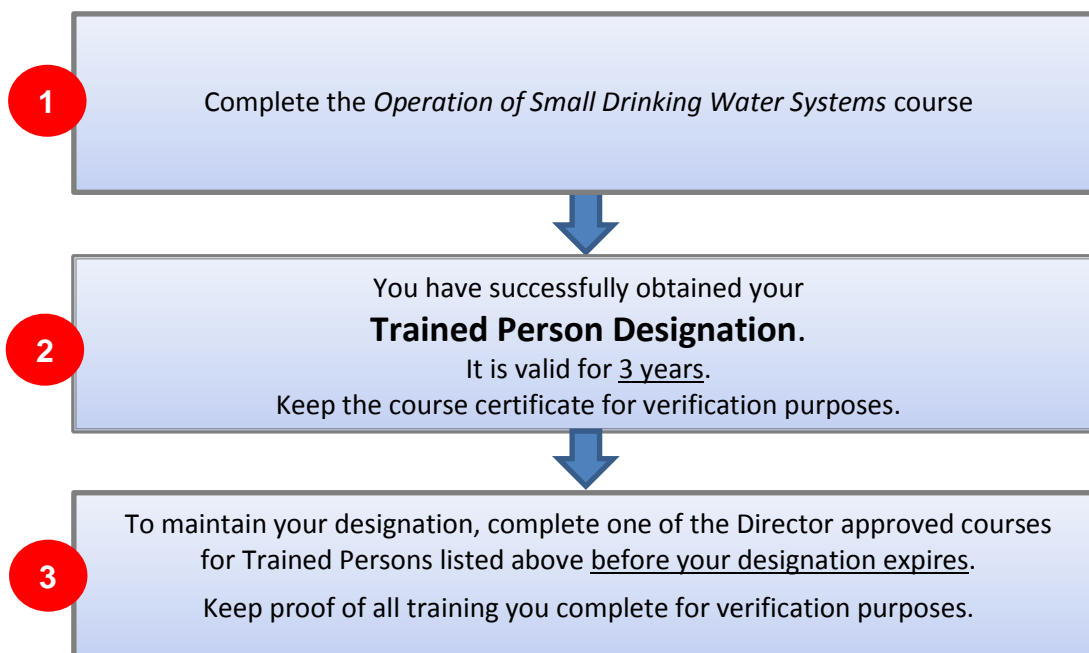 1
Complete the Operation of Small Drinking Water Systems course
2
You have successfully obtained your
Trained Person Designation.
It is valid for 3 years.
Keep the course certificate for verification purposes.
3
To maintain your designation, complete one of the Director approved courses
for Trained Persons listed above before your designation expires.
Keep proof of all training you complete for verification purposes.